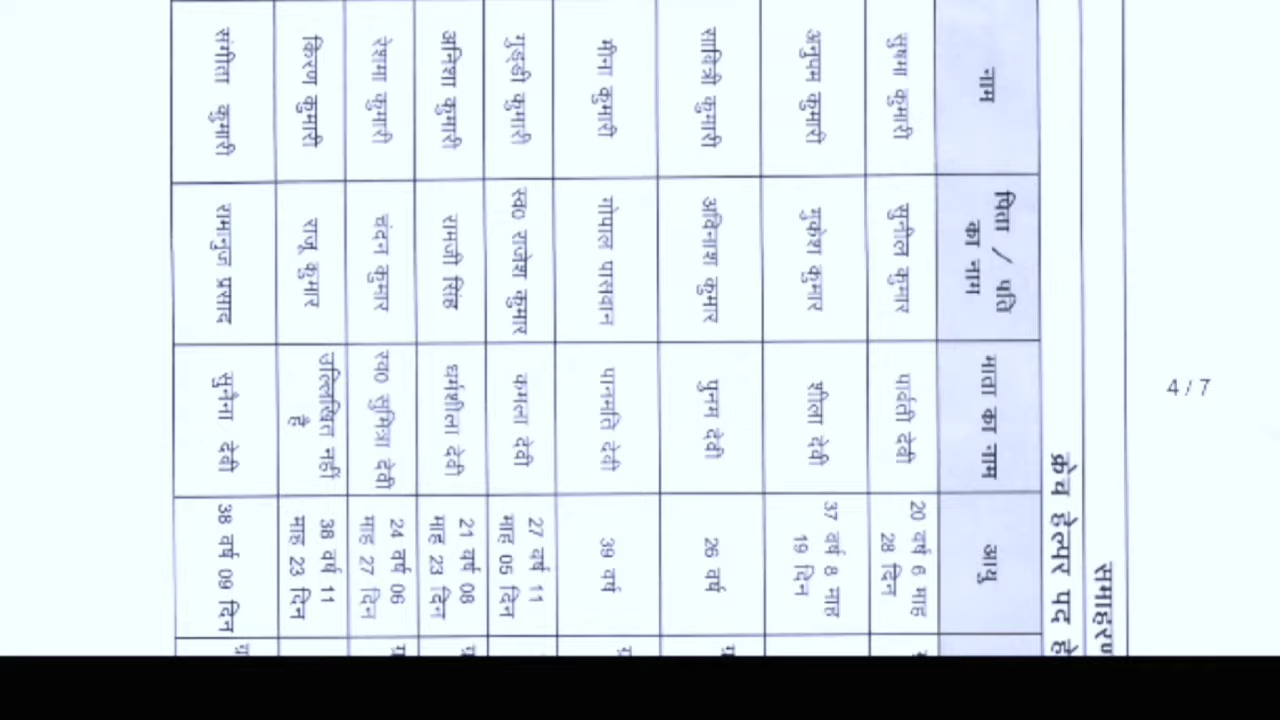 समाहरण
क्रेच हेल्पर पद हे
नाम
पिता / पति
का नाम
माता का नाम
आयु
सुषमा कुमारी
सुनील कुमार
पार्वती देवी
20 वर्ष 6 माह
28 दिन
अनुपम कुमारी
मुकेश कुमार
शीला देवी
37 वर्ष 8 माह
19 दिन
सावित्री कुमारी
अविनाश कुमार
पुनम देवी
26 वर्ष
मीना कुमारी
गोपाल पासवान
पानमति देवी
39 वर्ष
गुड्डी कुमारी
स्व0 राजेश कुमार
कमला देवी
27 वर्ष 11
माह 05 दिन
अनिशा कुमारी
रामजी सिंह
धर्मशीला देवी
21 वर्ष 08
माह 23 दिन
रेशमा कुमारी
चंदन कुमार
स्व0 सुमित्रा देवी
24 वर्ष 06
माह 27 दिन
किरण कुमारी
राजू कुमार
उल्लिखित नहीं
है
38 वर्ष 11
माह 23 दिन
संगीता कुमारी
रामानुज प्रसाद
सुनैना देवी
38 वर्ष 09 दिन
4 / 7